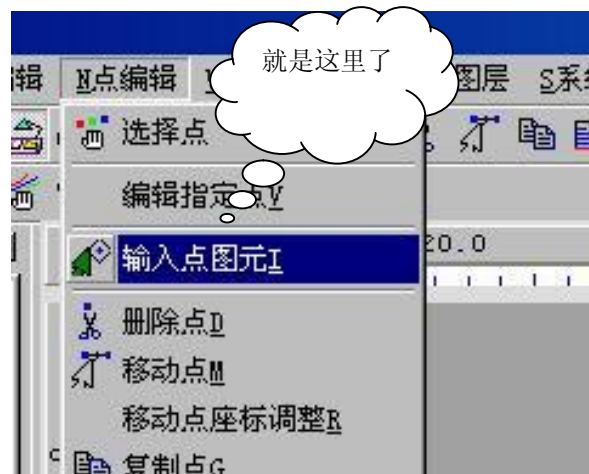 就是这里了
辑 N点编辑 图层 S系
选择点
编辑指定点V
20.0
输入点图元I
删除点D
移动点M
移动点座标调整R
复制点G